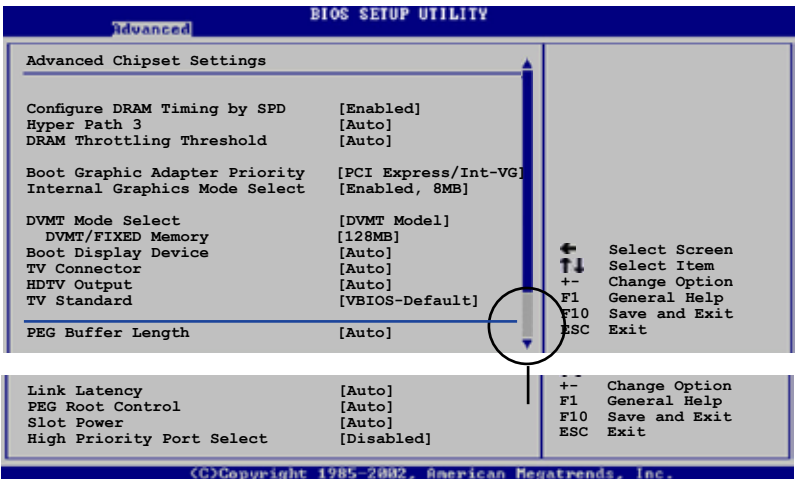 BIOS SETUP UTILITY
Advanced
Advanced Chipset Settings
Configure DRAM Timing by SPD [Enabled]
Hyper Path 3 [Auto]
DRAM Throttling Threshold [Auto]
Boot Graphic Adapter Priority [PCI Express/Int-VG]
Internal Graphics Mode Select [Enabled, 8MB]
DVMT Mode Select [DVMT Model]
DVMT/FIXED Memory [128MB]
Boot Display Device [Auto]
TV Connector [Auto]
HDTV Output [Auto]
TV Standard [VBIOS-Default]
PEG Buffer Length [Auto]
Select Screen
Select Item
+- Change Option
F1 General Help
F10 Save and Exit
ESC Exit
Link Latency [Auto]
PEG Root Control [Auto]
Slot Power [Auto]
High Priority Port Select [Disabled]
+- Change Option
F1 General Help
F10 Save and Exit
ESC Exit
(C)Copyright 1985-2002, American Megatrends, Inc.